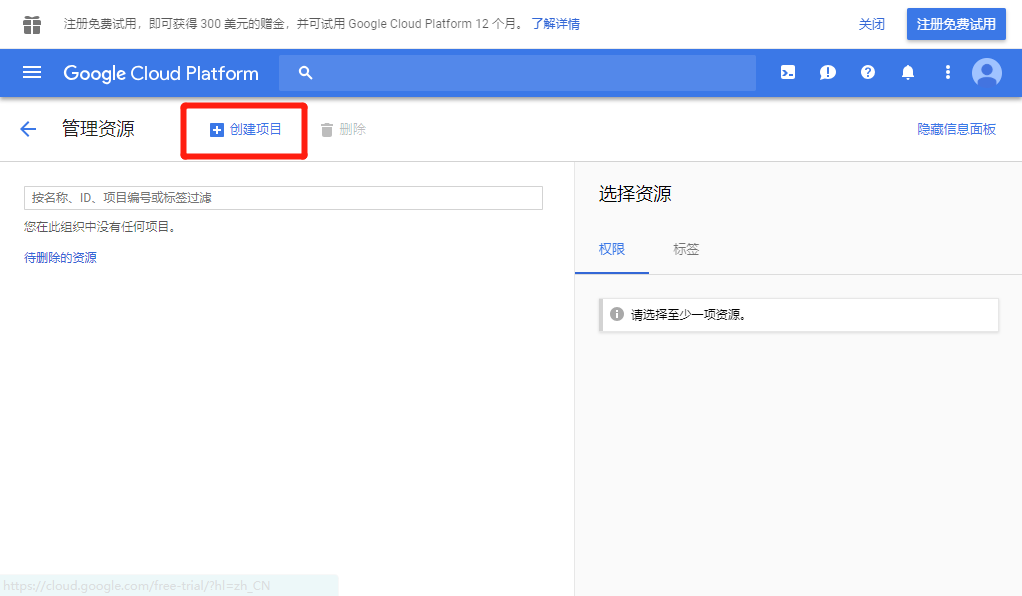 注册免费试用，即可获得 300 美元的赠金，并可试用 Google Cloud Platform 12 个月。 了解详情
关闭
注册免费试用
Google Cloud Platform
管理资源
创建项目
删除
隐藏信息面板
按名称、ID、项目编号或标签过滤
您在此组织中没有任何项目。
待删除的资源
选择资源
权限
标签
请选择至少一项资源。
https://cloud.google.com/free-trial/?hl=zh_CN